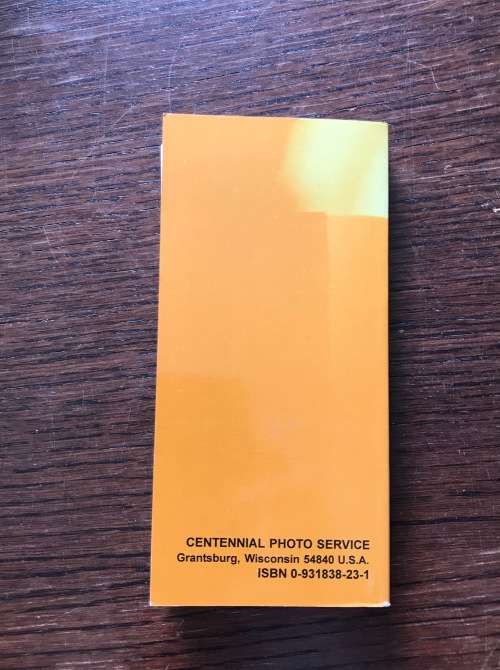 CENTENNIAL PHOTO SERVICE
Grantsburg, Wisconsin 54840 U.S.A.
ISBN 0-931838-23-1